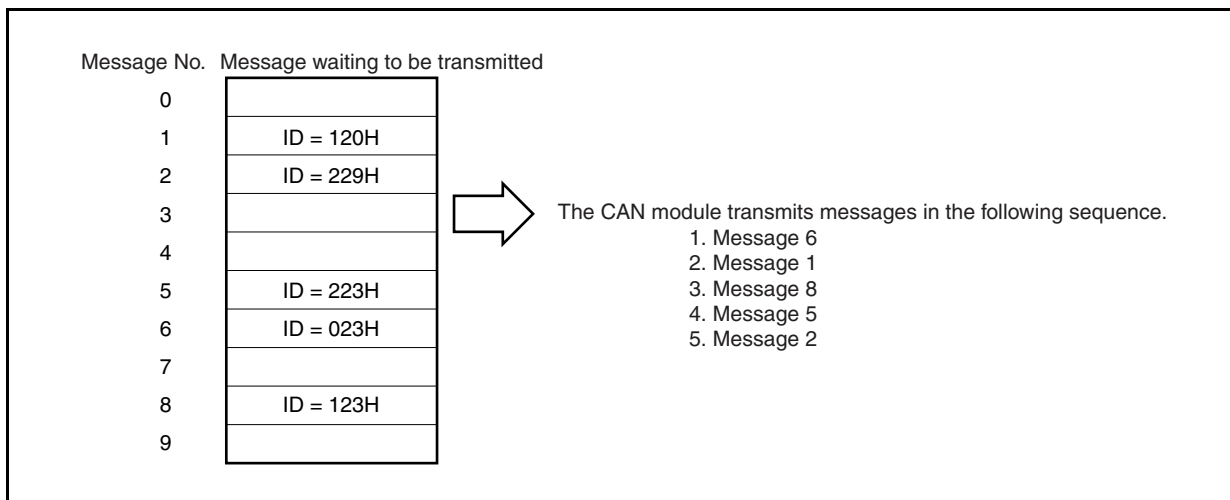 Message No. Message waiting to be transmitted
0
1 ID = 120H
2 ID = 229H
3
4
5 ID = 223H
6 ID = 023H
7
8 ID = 123H
9
The CAN module transmits messages in the following sequence.
1. Message 6
2. Message 1
3. Message 8
4. Message 5
5. Message 2